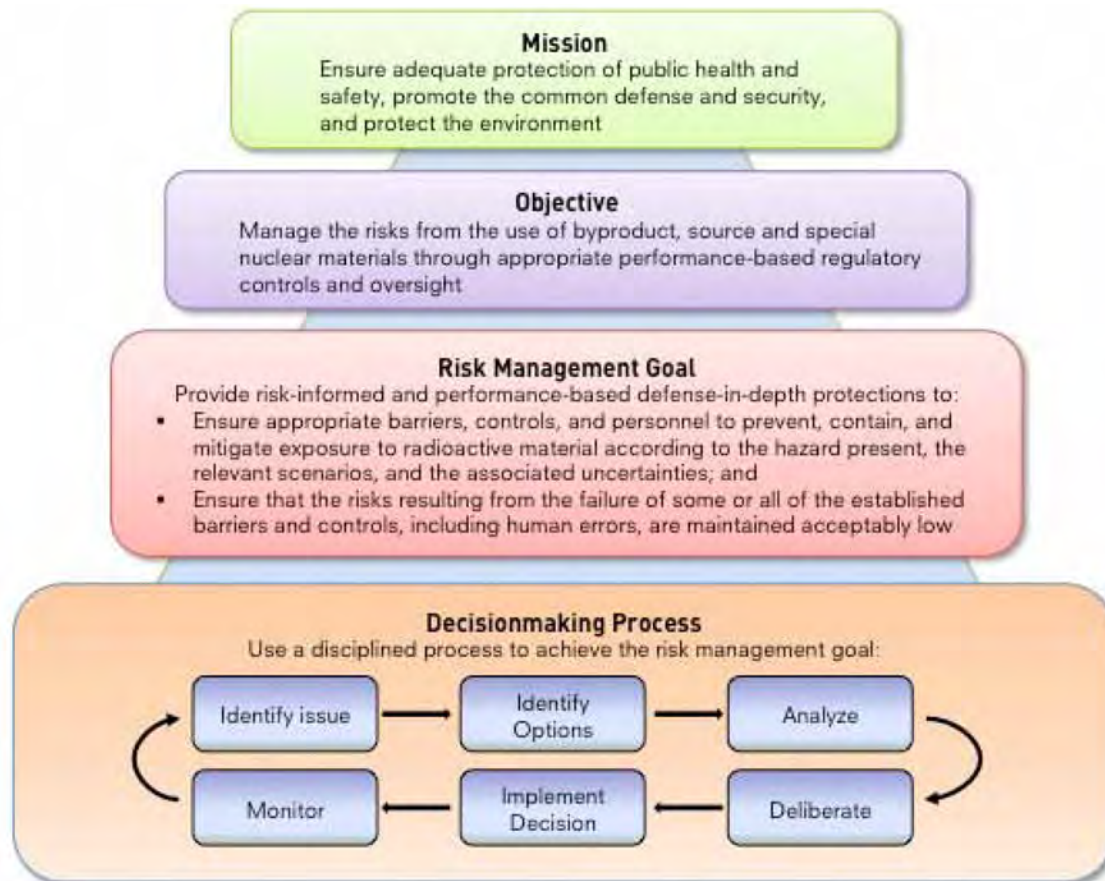 Mission
Ensure adequate protection of public health and
safety, promote the common defense and security,
and protect the environment
Objective
Manage the risks from the use of byproduct, source and special
nuclear materials through appropriate performance-based regulatory
controls and oversight
Risk Management Goal
Provide risk-informed and performance-based defense-in-depth protections to:
• Ensure appropriate barriers, controls, and personnel to prevent, contain, and
mitigate exposure to radioactive material according to the hazard present, the
relevant scenarios, and the associated uncertainties; and
• Ensure that the risks resulting from the failure of some or all of the established
barriers and controls, including human errors, are maintained acceptably low
Decisionmaking Process
Use a disciplined process to achieve the risk management goal:
Identify issue
Identify
Options
Analyze
Monitor
Implement
Decision
Deliberate